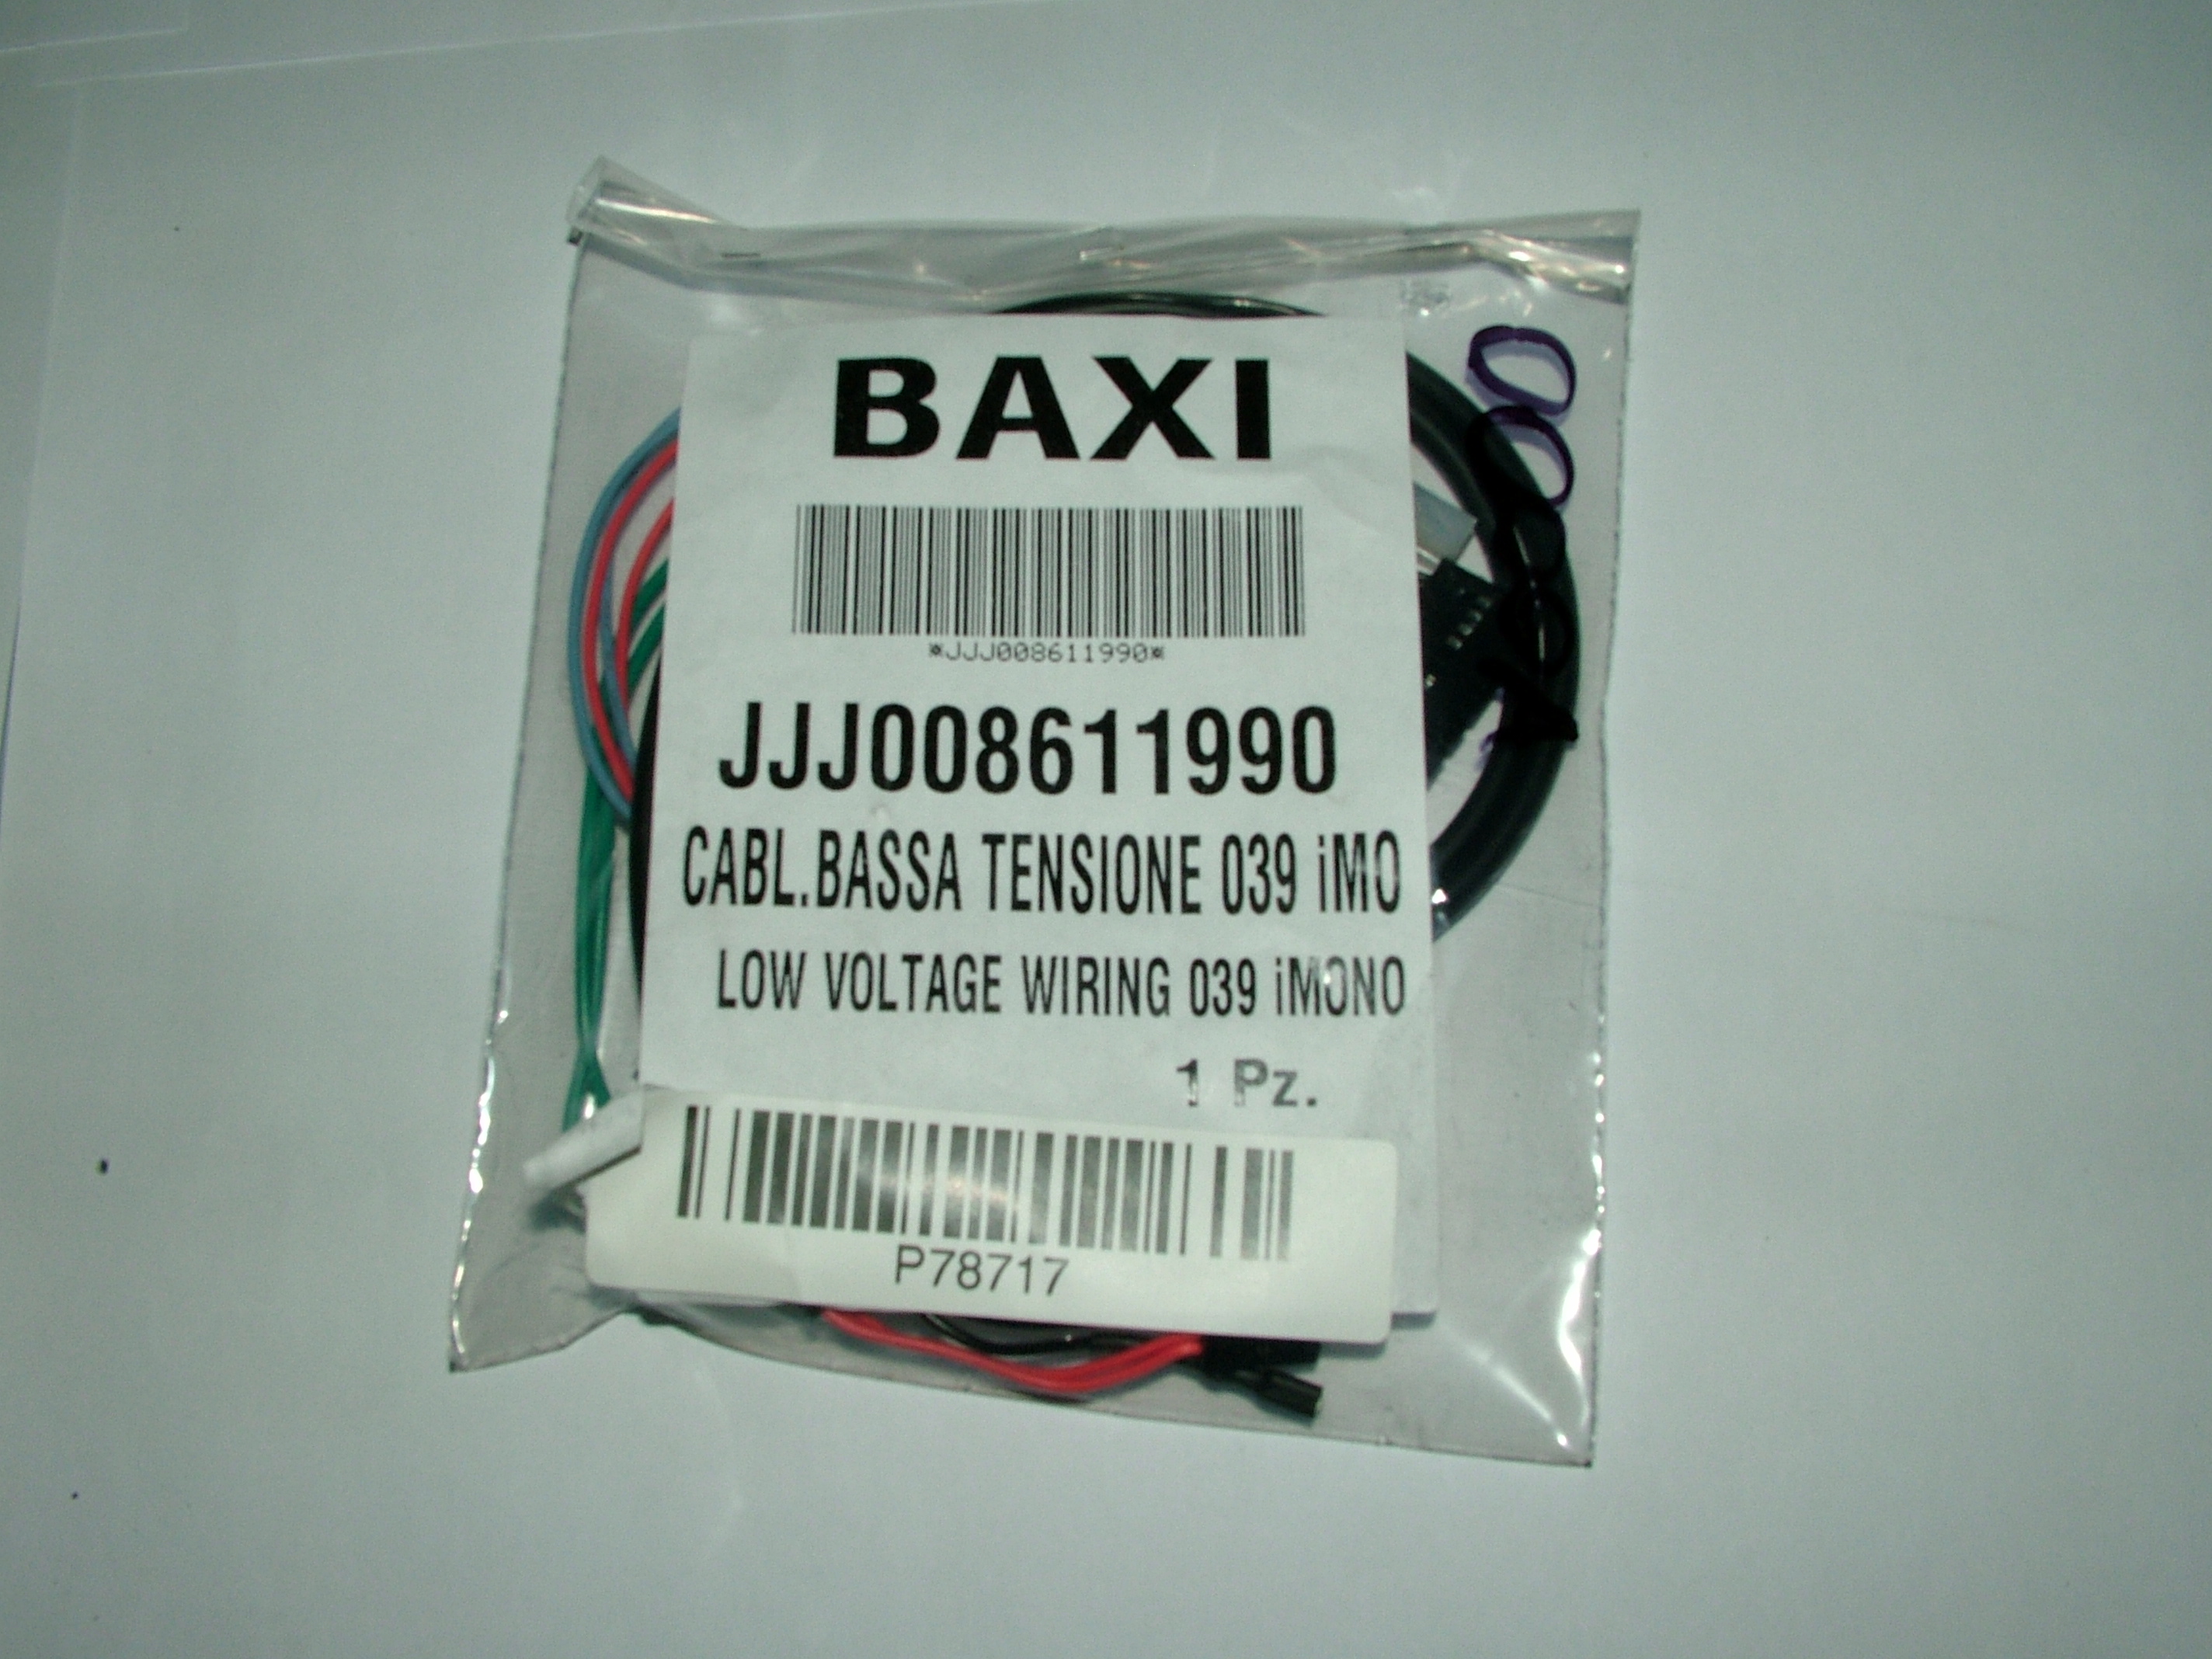 BAXI
*JJJ008611990*
JJJ008611990
CABL.BASSA TENSIONE 039 iMO
LOW VOLTAGE WIRING 039 iMONO
1 Pz.
P78717